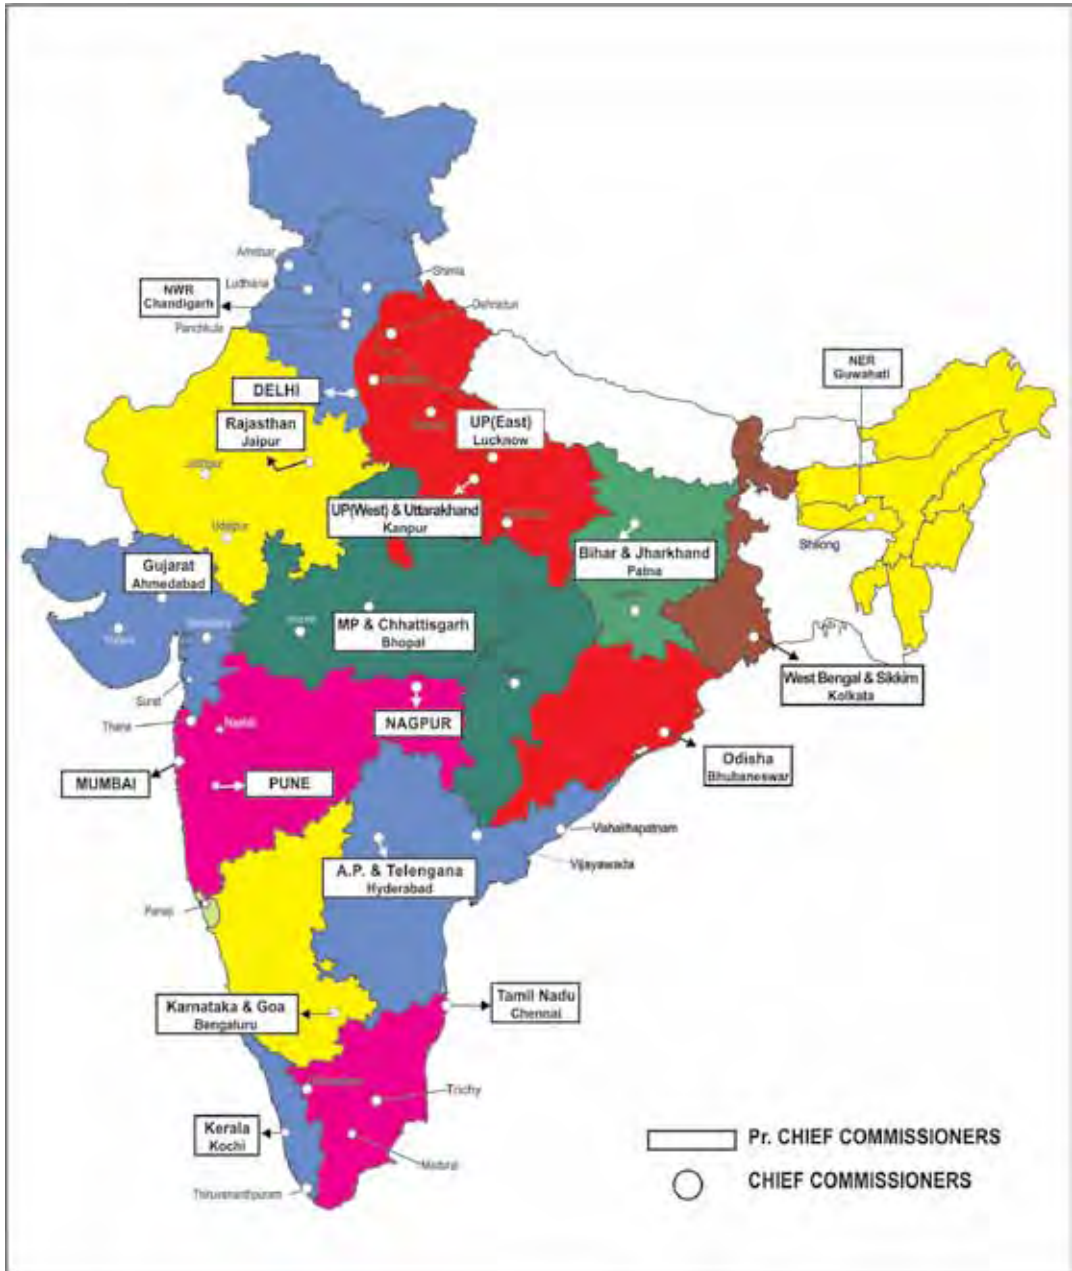 Amritsar
Shimla
Ludhiana
NWR
Chandigarh
Dehradun
Panchkula
NER
Guwahati
DELHI
Rajasthan
Jaipur
UP(East)
Lucknow
Jodhpur
UP(West) & Uttarakhand
Kanpur
Udaipur
Shillong
Bihar & Jharkhand
Patna
Gujarat
Ahmedabad
MP & Chhattisgarh
Bhopal
West Bengal & Sikkim
Kolkata
Surat
Thane
Nashik
NAGPUR
Odisha
Bhubaneswar
MUMBAI
PUNE
Vishakhapatnam
Vijayawada
A.P. & Telengana
Hyderabad
Panaji
Tamil Nadu
Chennai
Karnataka & Goa
Bengaluru
Trichy
Kerala
Kochi
Madurai
Thiruvananthpuram
Pr. CHIEF COMMISSIONERS
CHIEF COMMISSIONERS